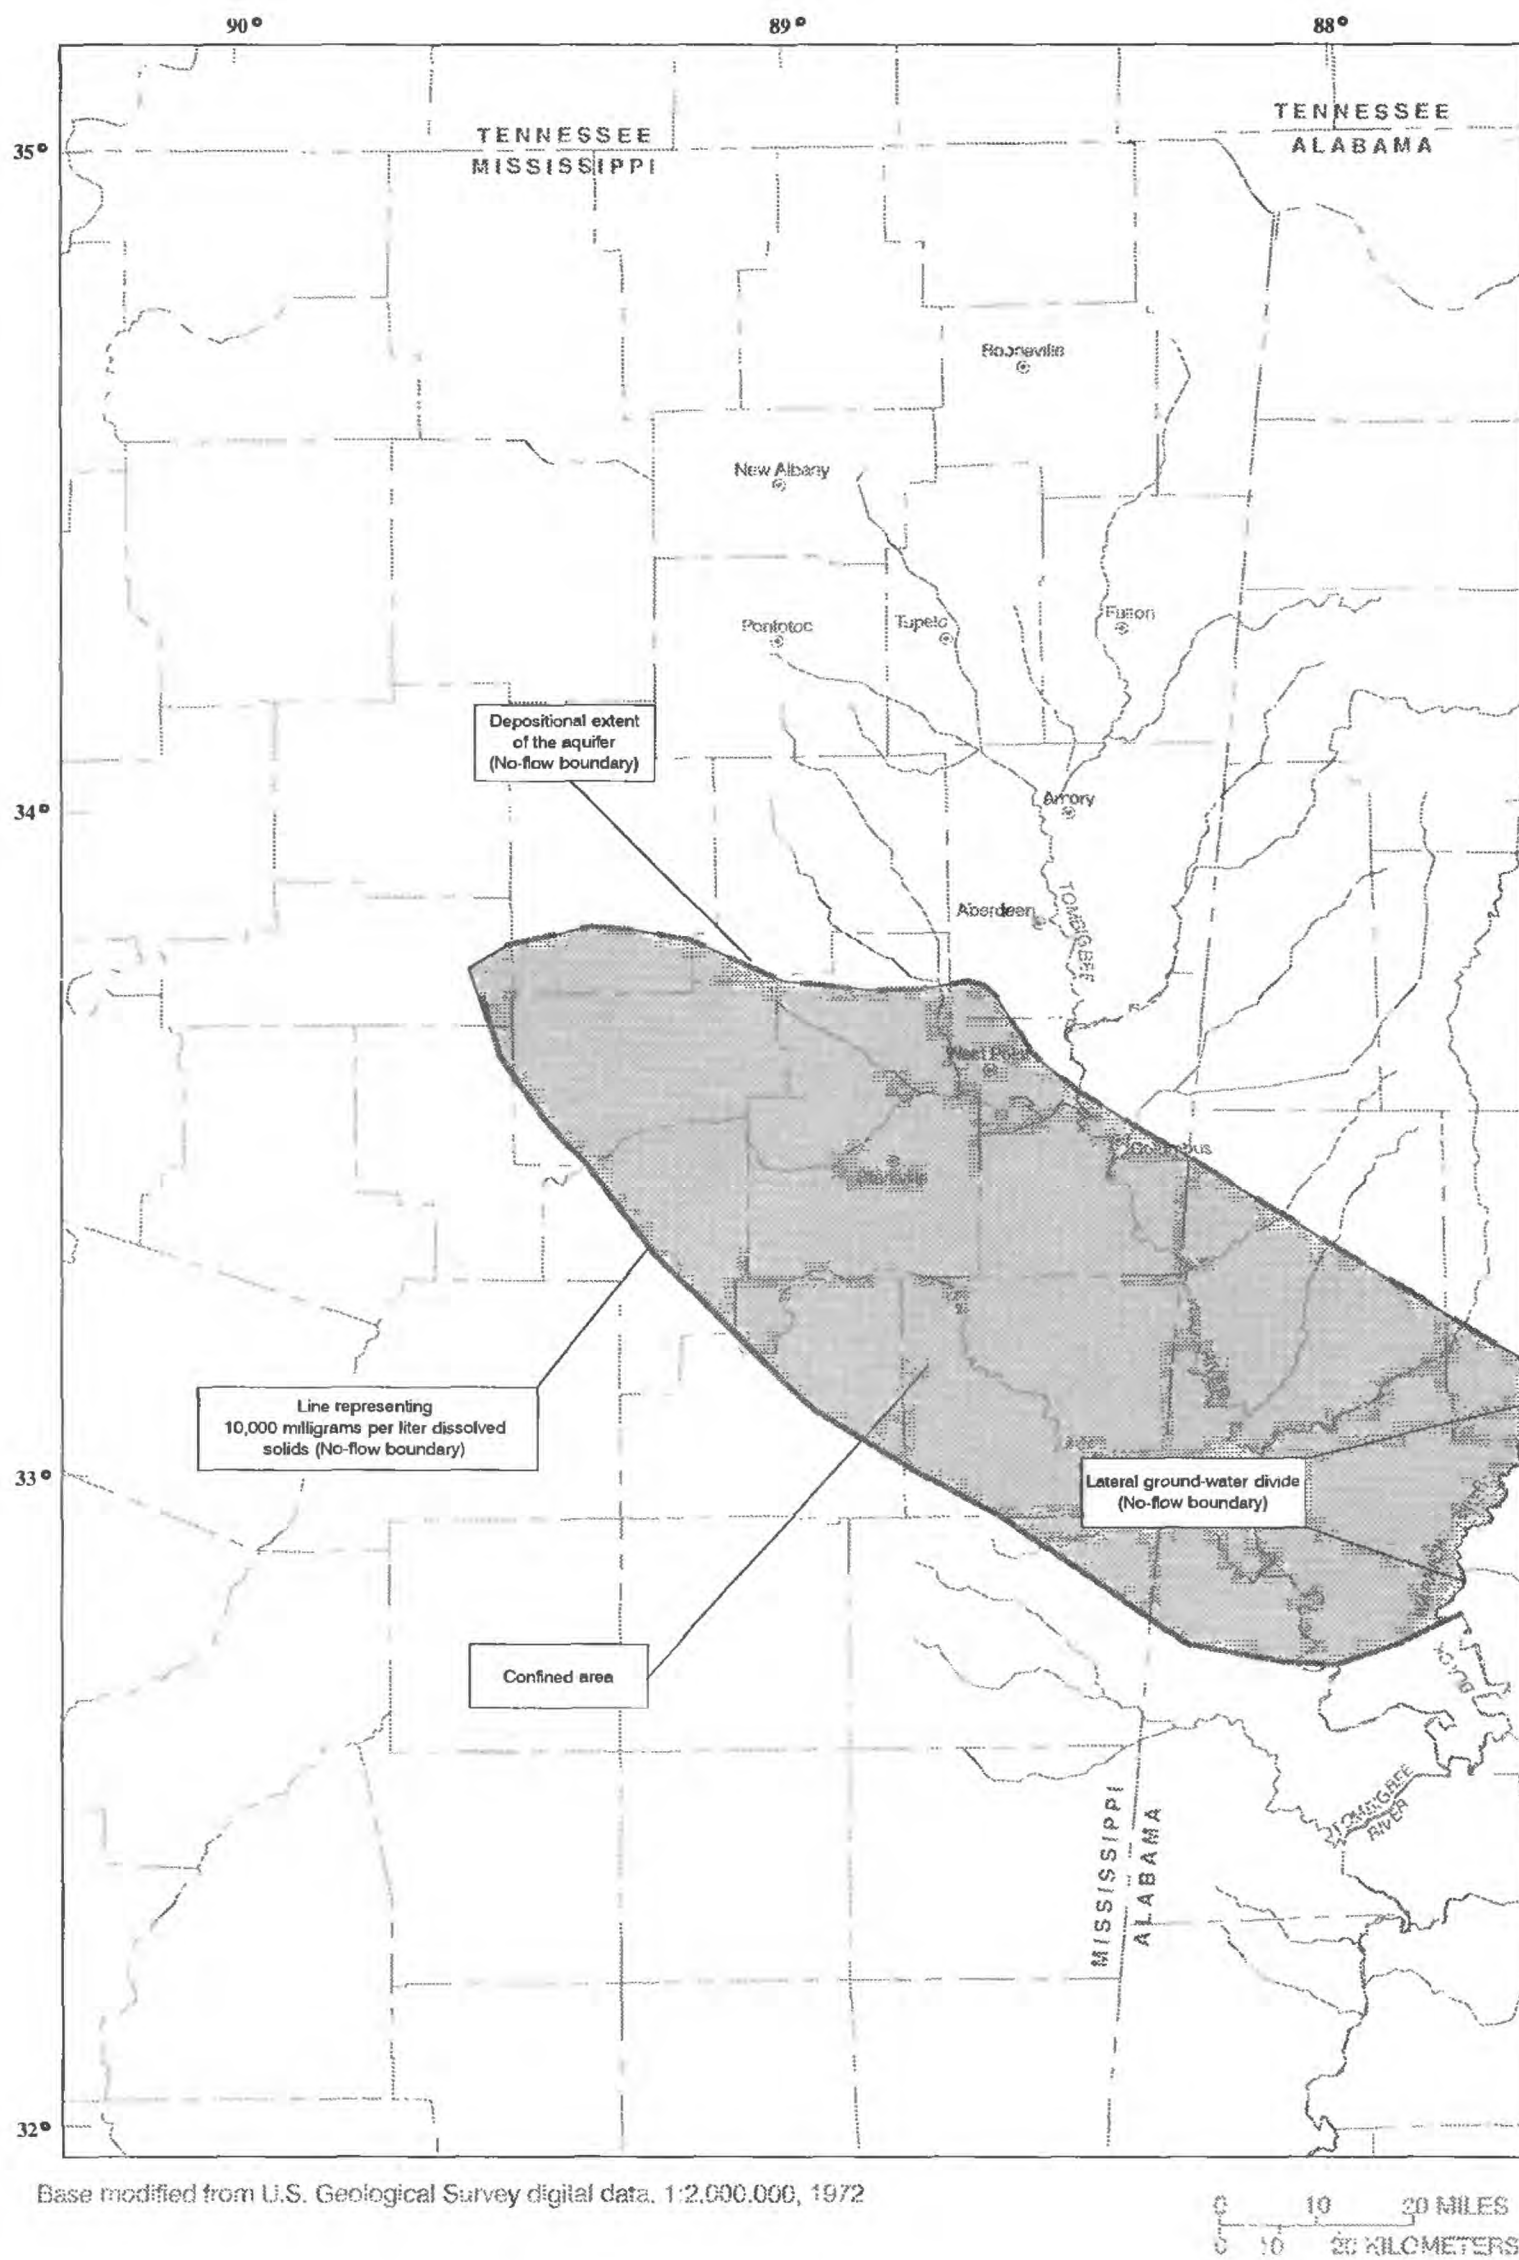 90° 89° 88°
TENNESSEE
MISSISSIPPI
TENNESSEE
ALABAMA
35°
Booneville
New Albany
Pontotoc
Tupelo
Fulton
Depositional extent
of the aquifer
(No-flow boundary)
34°
Amory
Aberdeen
TOMBIGBEE
West Point
Columbus
Line representing
10,000 milligrams per liter dissolved
solids (No-flow boundary)
33°
Lateral ground-water divide
(No-flow boundary)
WARRIOR
Confined area
BLACK
TOMBIGBEE
RIVER
MISSISSIPPI
ALABAMA
32°
Base modified from U.S. Geological Survey digital data, 1:2,000,000, 1972
0 10 20 MILES
0 10 20 KILOMETERS